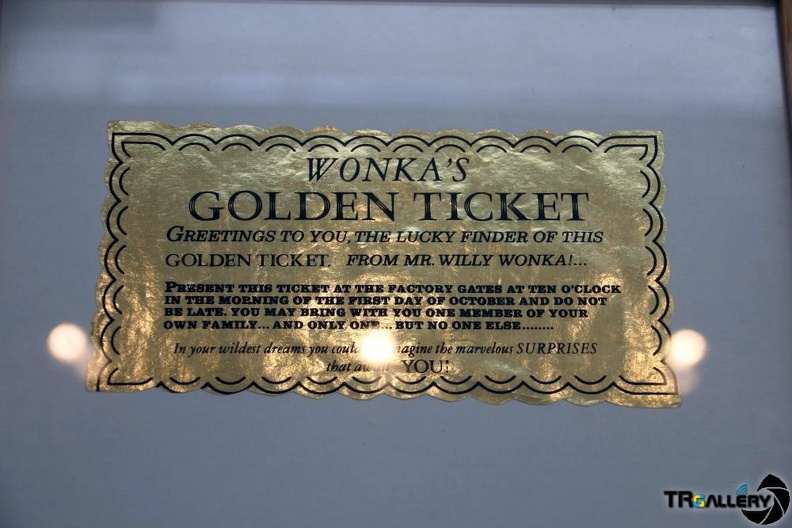 WONKA'S
GOLDEN TICKET
GREETINGS TO YOU, THE LUCKY FINDER OF THIS
GOLDEN TICKET, FROM MR. WILLY WONKA!...
PRESENT THIS TICKET AT THE FACTORY GATES AT TEN O'CLOCK
IN THE MORNING OF THE FIRST DAY OF OCTOBER AND DO NOT
BE LATE. YOU MAY BRING WITH YOU ONE MEMBER OF YOUR
OWN FAMILY... AND ONLY ONE... BUT NO ONE ELSE........
In your wildest dreams you the marvelous SURPRISES
that YOU!
TRGALLERY